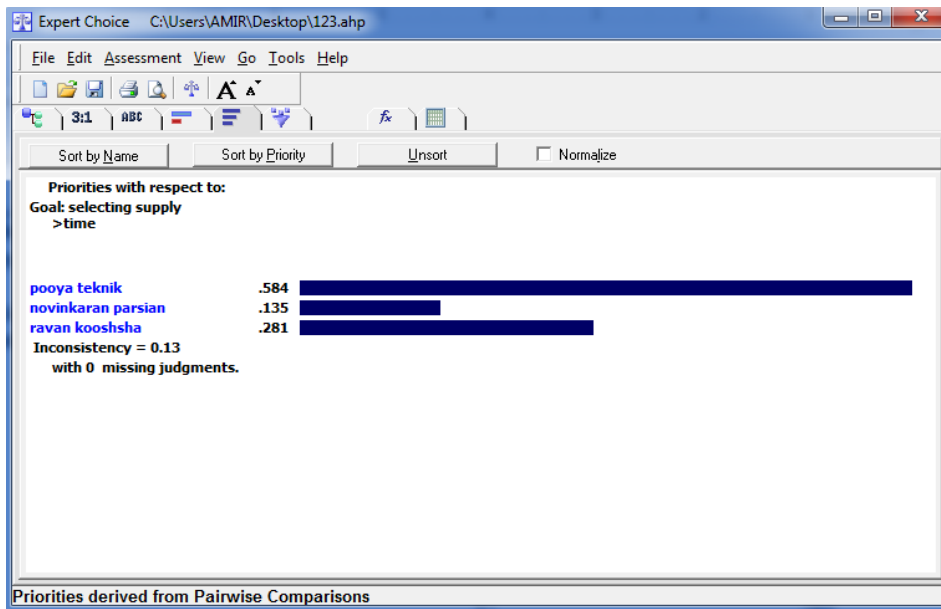 Expert Choice C:\Users\AMIR\Desktop\123.ahp
File Edit Assessment View Go Tools Help
A A
3:1 ABC fx
Sort by Name Sort by Priority Unsort Normalize
Priorities with respect to:
Goal: selecting supply
>time
pooya teknik .584
novinkaran parsian .135
ravan kooshsha .281
Inconsistency = 0.13
with 0 missing judgments.
Priorities derived from Pairwise Comparisons